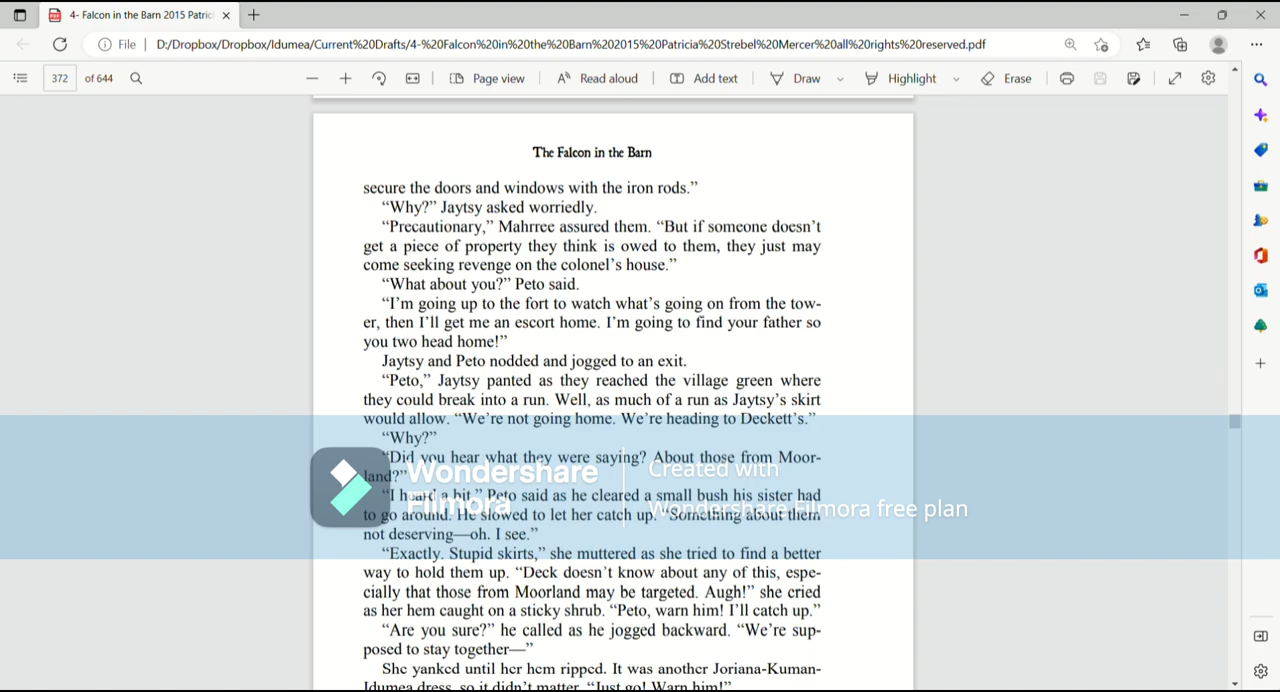 4- Falcon in the Barn 2015 Patric
File
D:/Dropbox/Dropbox/Idumea/Current%20Drafts/4-%20Falcon%20in%20the%20Barn%202015%20Patricia%20Strebel%20Mercer%20all%20rights%20reserved.pdf
372 of 644
Page view
Read aloud
Add text
Draw
Highlight
Erase
The Falcon in the Barn
secure the doors and windows with the iron rods.”
“Why?” Jaytsy asked worriedly.
“Precautionary,” Mahrree assured them. “But if someone doesn’t
get a piece of property they think is owed to them, they just may
come seeking revenge on the colonel’s house.”
“What about you?” Peto said.
“I’m going up to the fort to watch what’s going on from the tow-
er, then I’ll get me an escort home. I’m going to find your father so
you two head home!”
Jaytsy and Peto nodded and jogged to an exit.
“Peto,” Jaytsy panted as they reached the village green where
they could break into a run. Well, as much of a run as Jaytsy’s skirt
would allow. “We’re not going home. We’re heading to Deckett’s.”
“Why?”
“Did you hear what they were saying? About those from Moor-
land?”
“I heard a bit,” Peto said as he cleared a small bush his sister had
to go around. He slowed to let her catch up. “Something about them
not deserving—oh. I see.”
“Exactly. Stupid skirts,” she muttered as she tried to find a better
way to hold them up. “Deck doesn’t know about any of this, espe-
cially that those from Moorland may be targeted. Augh!” she cried
as her hem caught on a sticky shrub. “Peto, warn him! I’ll catch up.”
“Are you sure?” he called as he jogged backward. “We’re sup-
posed to stay together—”
She yanked until her hem ripped. It was another Joriana-Kuman-
Idumea dress, so it didn’t matter. “Just go! Warn him!”
Wondershare
Filmora
Created with
Wondershare Filmora free plan